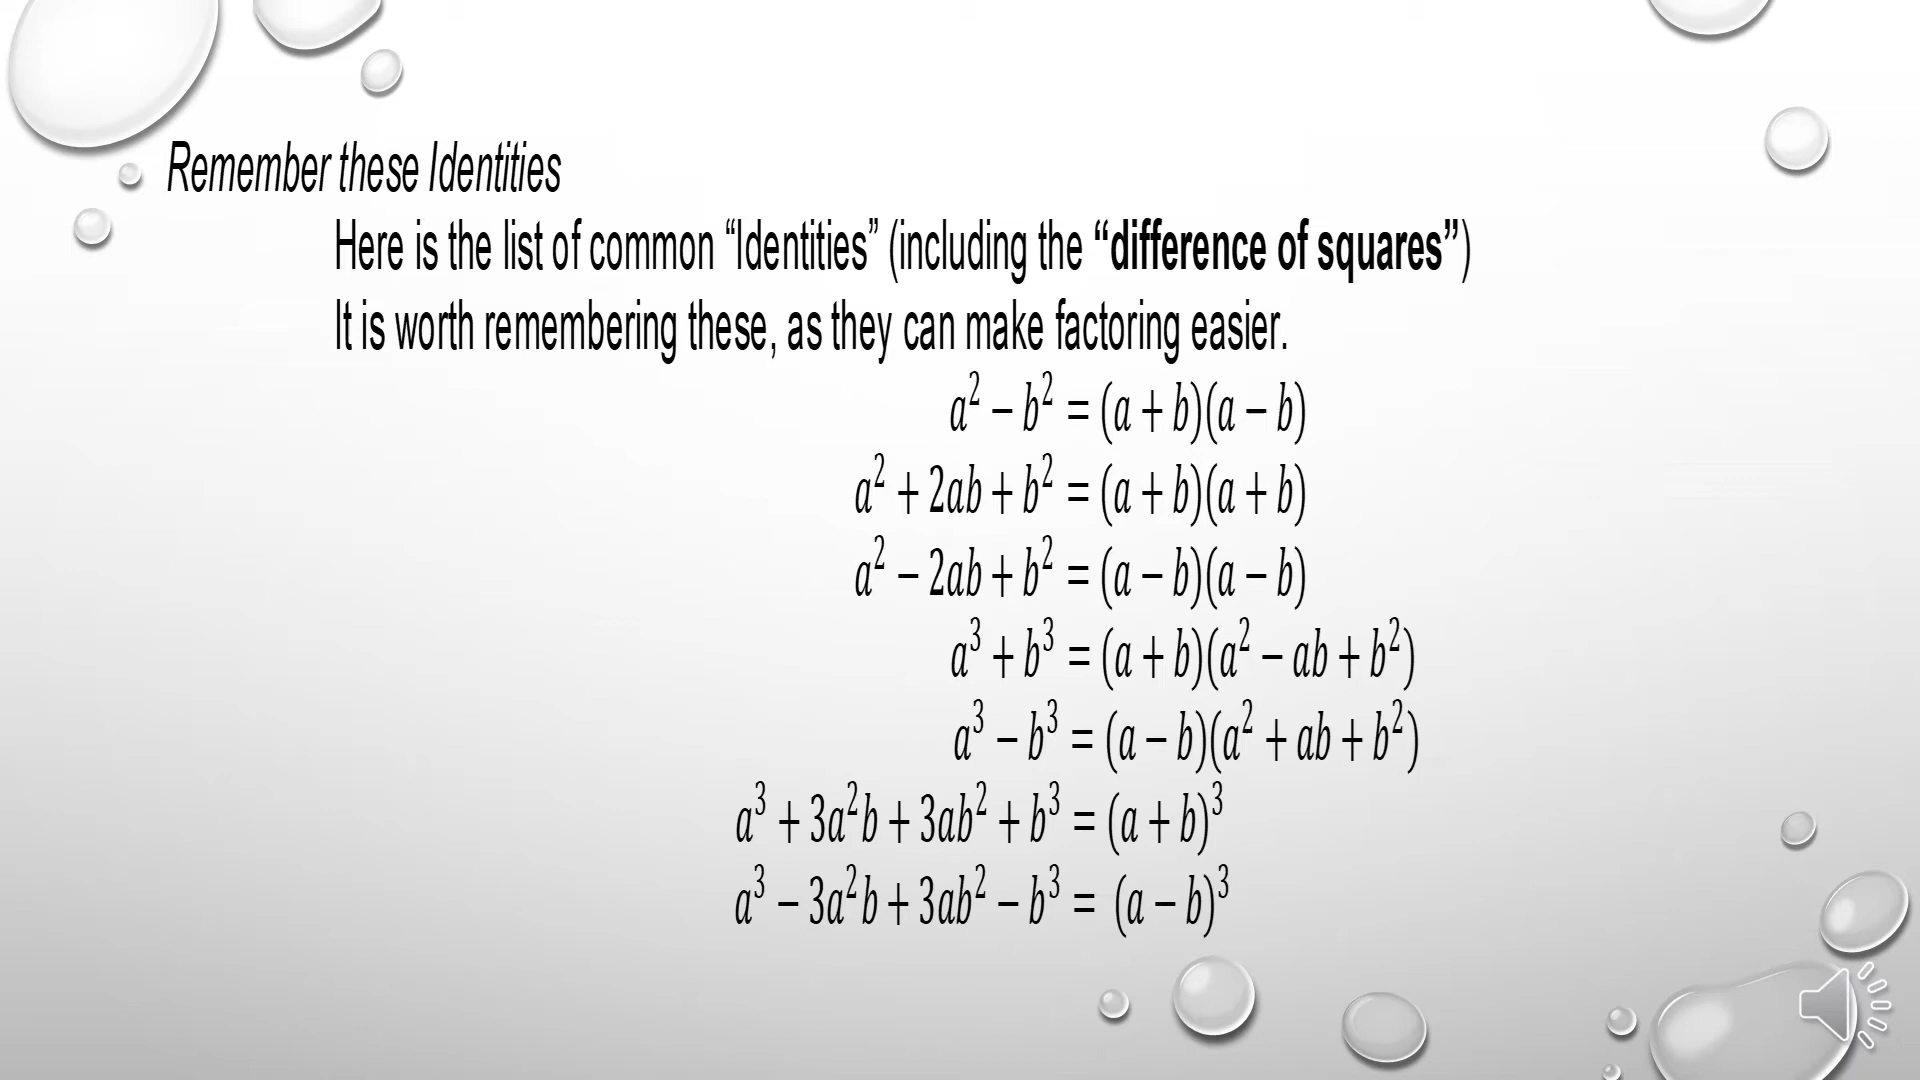 Remember these Identities
Here is the list of common “Identities” (including the “difference of squares”)
It is worth remembering these, as they can make factoring easier.
a² − b² = (a + b)(a − b)
a² + 2ab + b² = (a + b)(a + b)
a² − 2ab + b² = (a − b)(a − b)
a³ + b³ = (a + b)(a² − ab + b²)
a³ − b³ = (a − b)(a² + ab + b²)
a³ + 3a²b + 3ab² + b³ = (a + b)³
a³ − 3a²b + 3ab² − b³ = (a − b)³